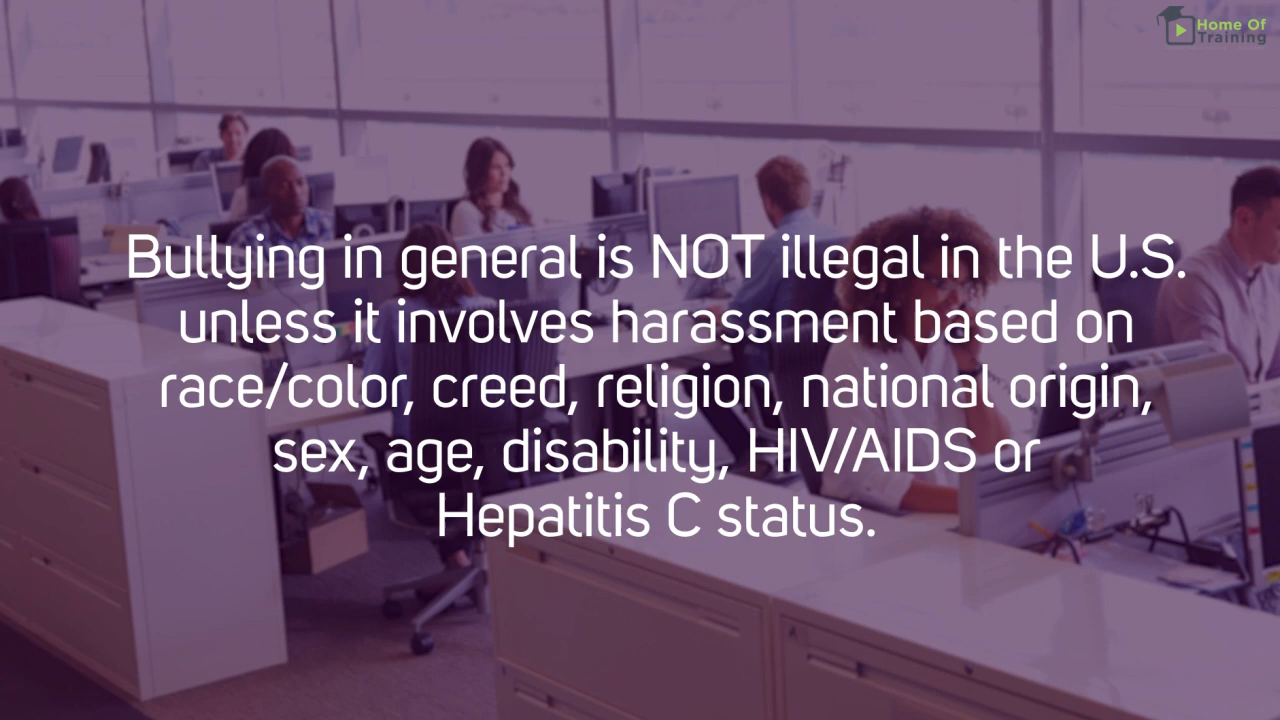 Home Of
Training
Bullying in general is NOT illegal in the U.S.
unless it involves harassment based on
race/color, creed, religion, national origin,
sex, age, disability, HIV/AIDS or
Hepatitis C status.